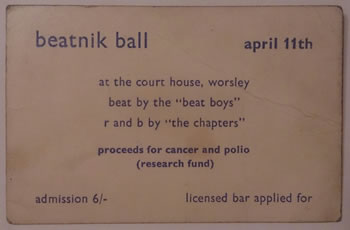 beatnik ball april 11th
at the court house, worsley
beat by the "beat boys"
r and b by "the chapters"
proceeds for cancer and polio
(research fund)
admission 6/- licensed bar applied for